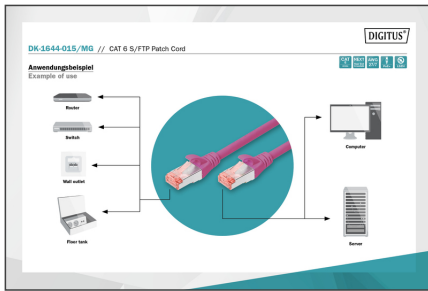 DIGITUS®
DK-1644-015/MG // CAT 6 S/FTP Patch Cord
Anwendungsbeispiel
Example of use
Router
Switch
Wall outlet
Floor tank
Computer
Server